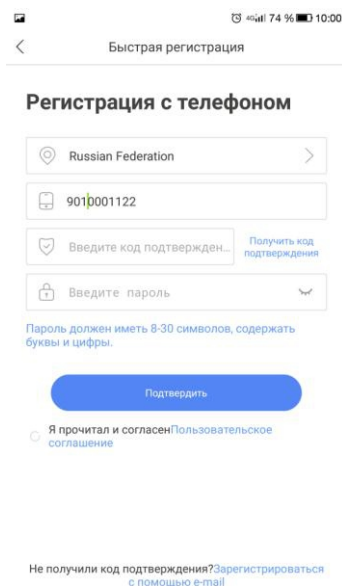 4G 74 % 10:00
Быстрая регистрация
Регистрация с телефоном
Russian Federation
9010001122
Введите код подтвержден...
Получить код
подтверждения
Введите пароль
Пароль должен иметь 8-30 символов, содержать
буквы и цифры.
Подтвердить
Я прочитал и согласенПользовательское
соглашение
Не получили код подтверждения?Зарегистрироваться
с помощью e-mail